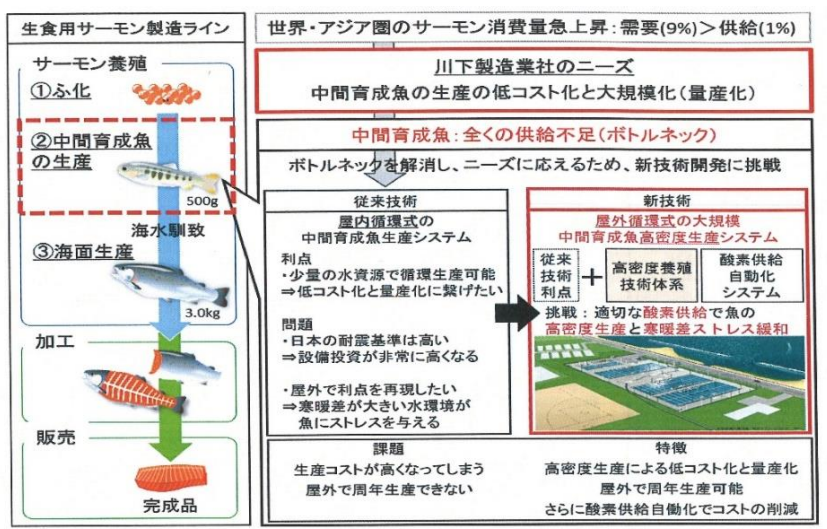 生食用サーモン製造ライン
サーモン養殖
①ふ化
②中間育成魚
の生産
500g
海水馴致
③海面生産
3.0kg
加工
販売
完成品
世界・アジア圏のサーモン消費量急上昇:需要(9%)>供給(1%)
川下製造業社のニーズ
中間育成魚の生産の低コスト化と大規模化(量産化)
中間育成魚:全くの供給不足(ボトルネック)
ボトルネックを解消し、ニーズに応えるため、新技術開発に挑戦
従来技術
屋内循環式の
中間育成魚生産システム
利点
・少量の水資源で循環生産可能
⇒低コスト化と量産化に繋げたい
問題
・日本の耐震基準は高い
⇒設備投資が非常に高くなる
・屋外で利点を再現したい
⇒寒暖差が大きい水環境が
魚にストレスを与える
新技術
屋外循環式の大規模
中間育成魚高密度生産システム
従来
技術
利点
+
高密度養殖
技術体系
酸素供給
自動化
システム
挑戦:適切な酸素供給で魚の
高密度生産と寒暖差ストレス緩和
課題
生産コストが高くなってしまう
屋外で周年生産できない
特徴
高密度生産による低コスト化と量産化
屋外で周年生産可能
さらに酸素供給自働化でコストの削減